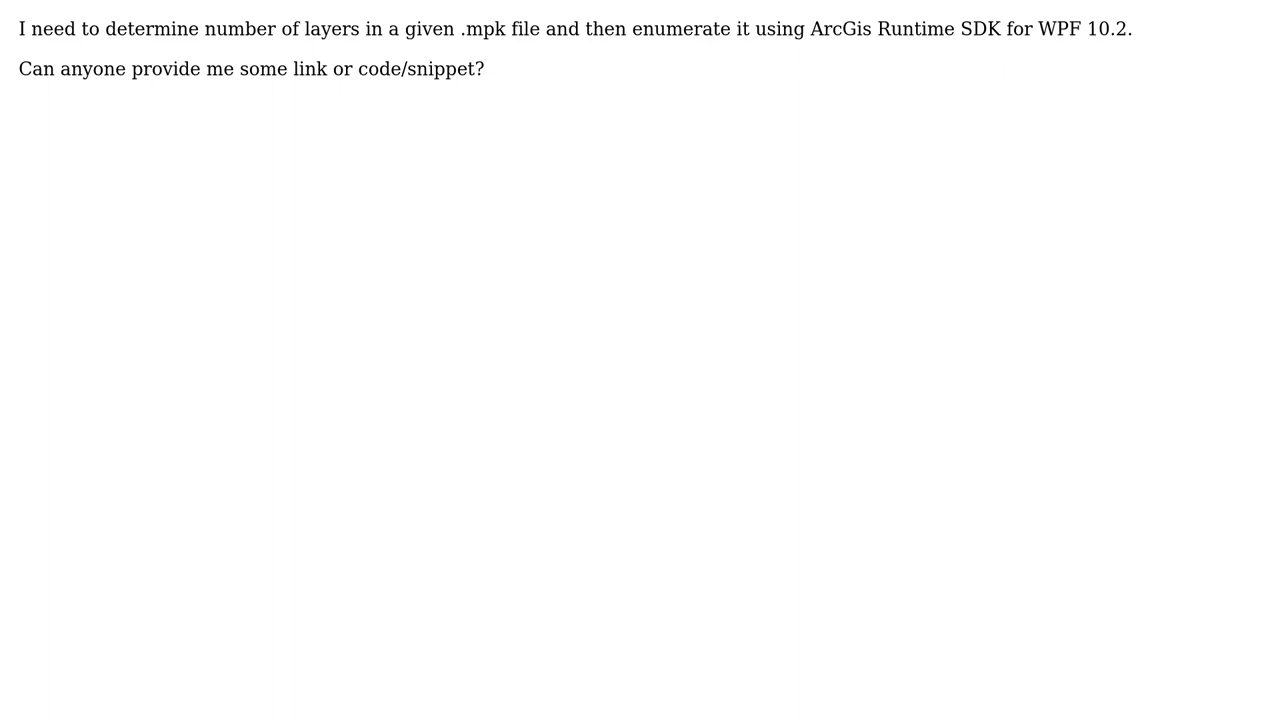 I need to determine number of layers in a given .mpk file and then enumerate it using ArcGis Runtime SDK for WPF 10.2.
Can anyone provide me some link or code/snippet?